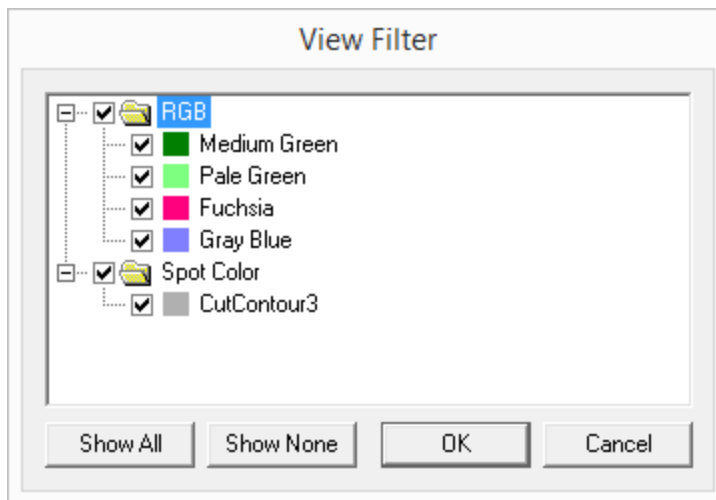 View Filter
RGB
Medium Green
Pale Green
Fuchsia
Gray Blue
Spot Color
CutContour3
Show All Show None OK Cancel